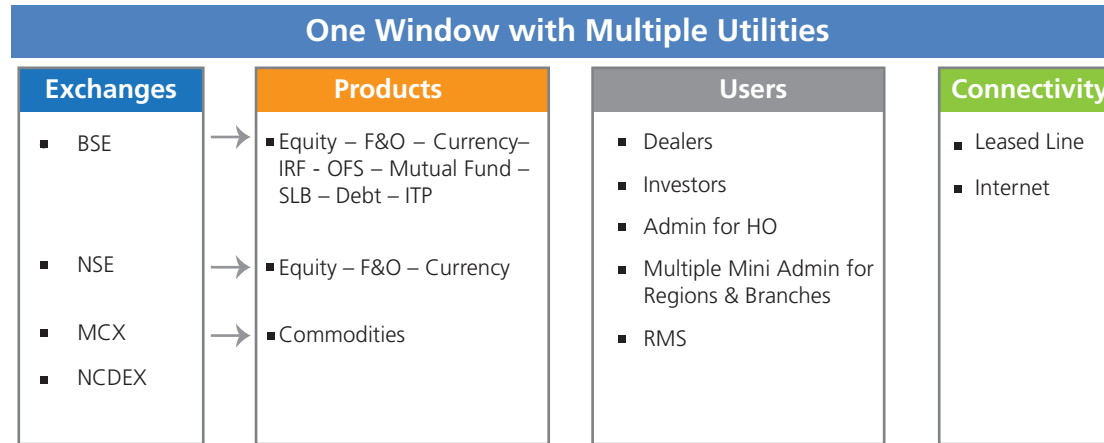 One Window with Multiple Utilities
Exchanges
▪ BSE
▪ NSE
▪ MCX
▪ NCDEX
Products
▪ Equity – F&O – Currency–
IRF - OFS – Mutual Fund –
SLB – Debt – ITP
▪ Equity – F&O – Currency
▪ Commodities
Users
▪ Dealers
▪ Investors
▪ Admin for HO
▪ Multiple Mini Admin for
Regions & Branches
▪ RMS
Connectivity
▪ Leased Line
▪ Internet